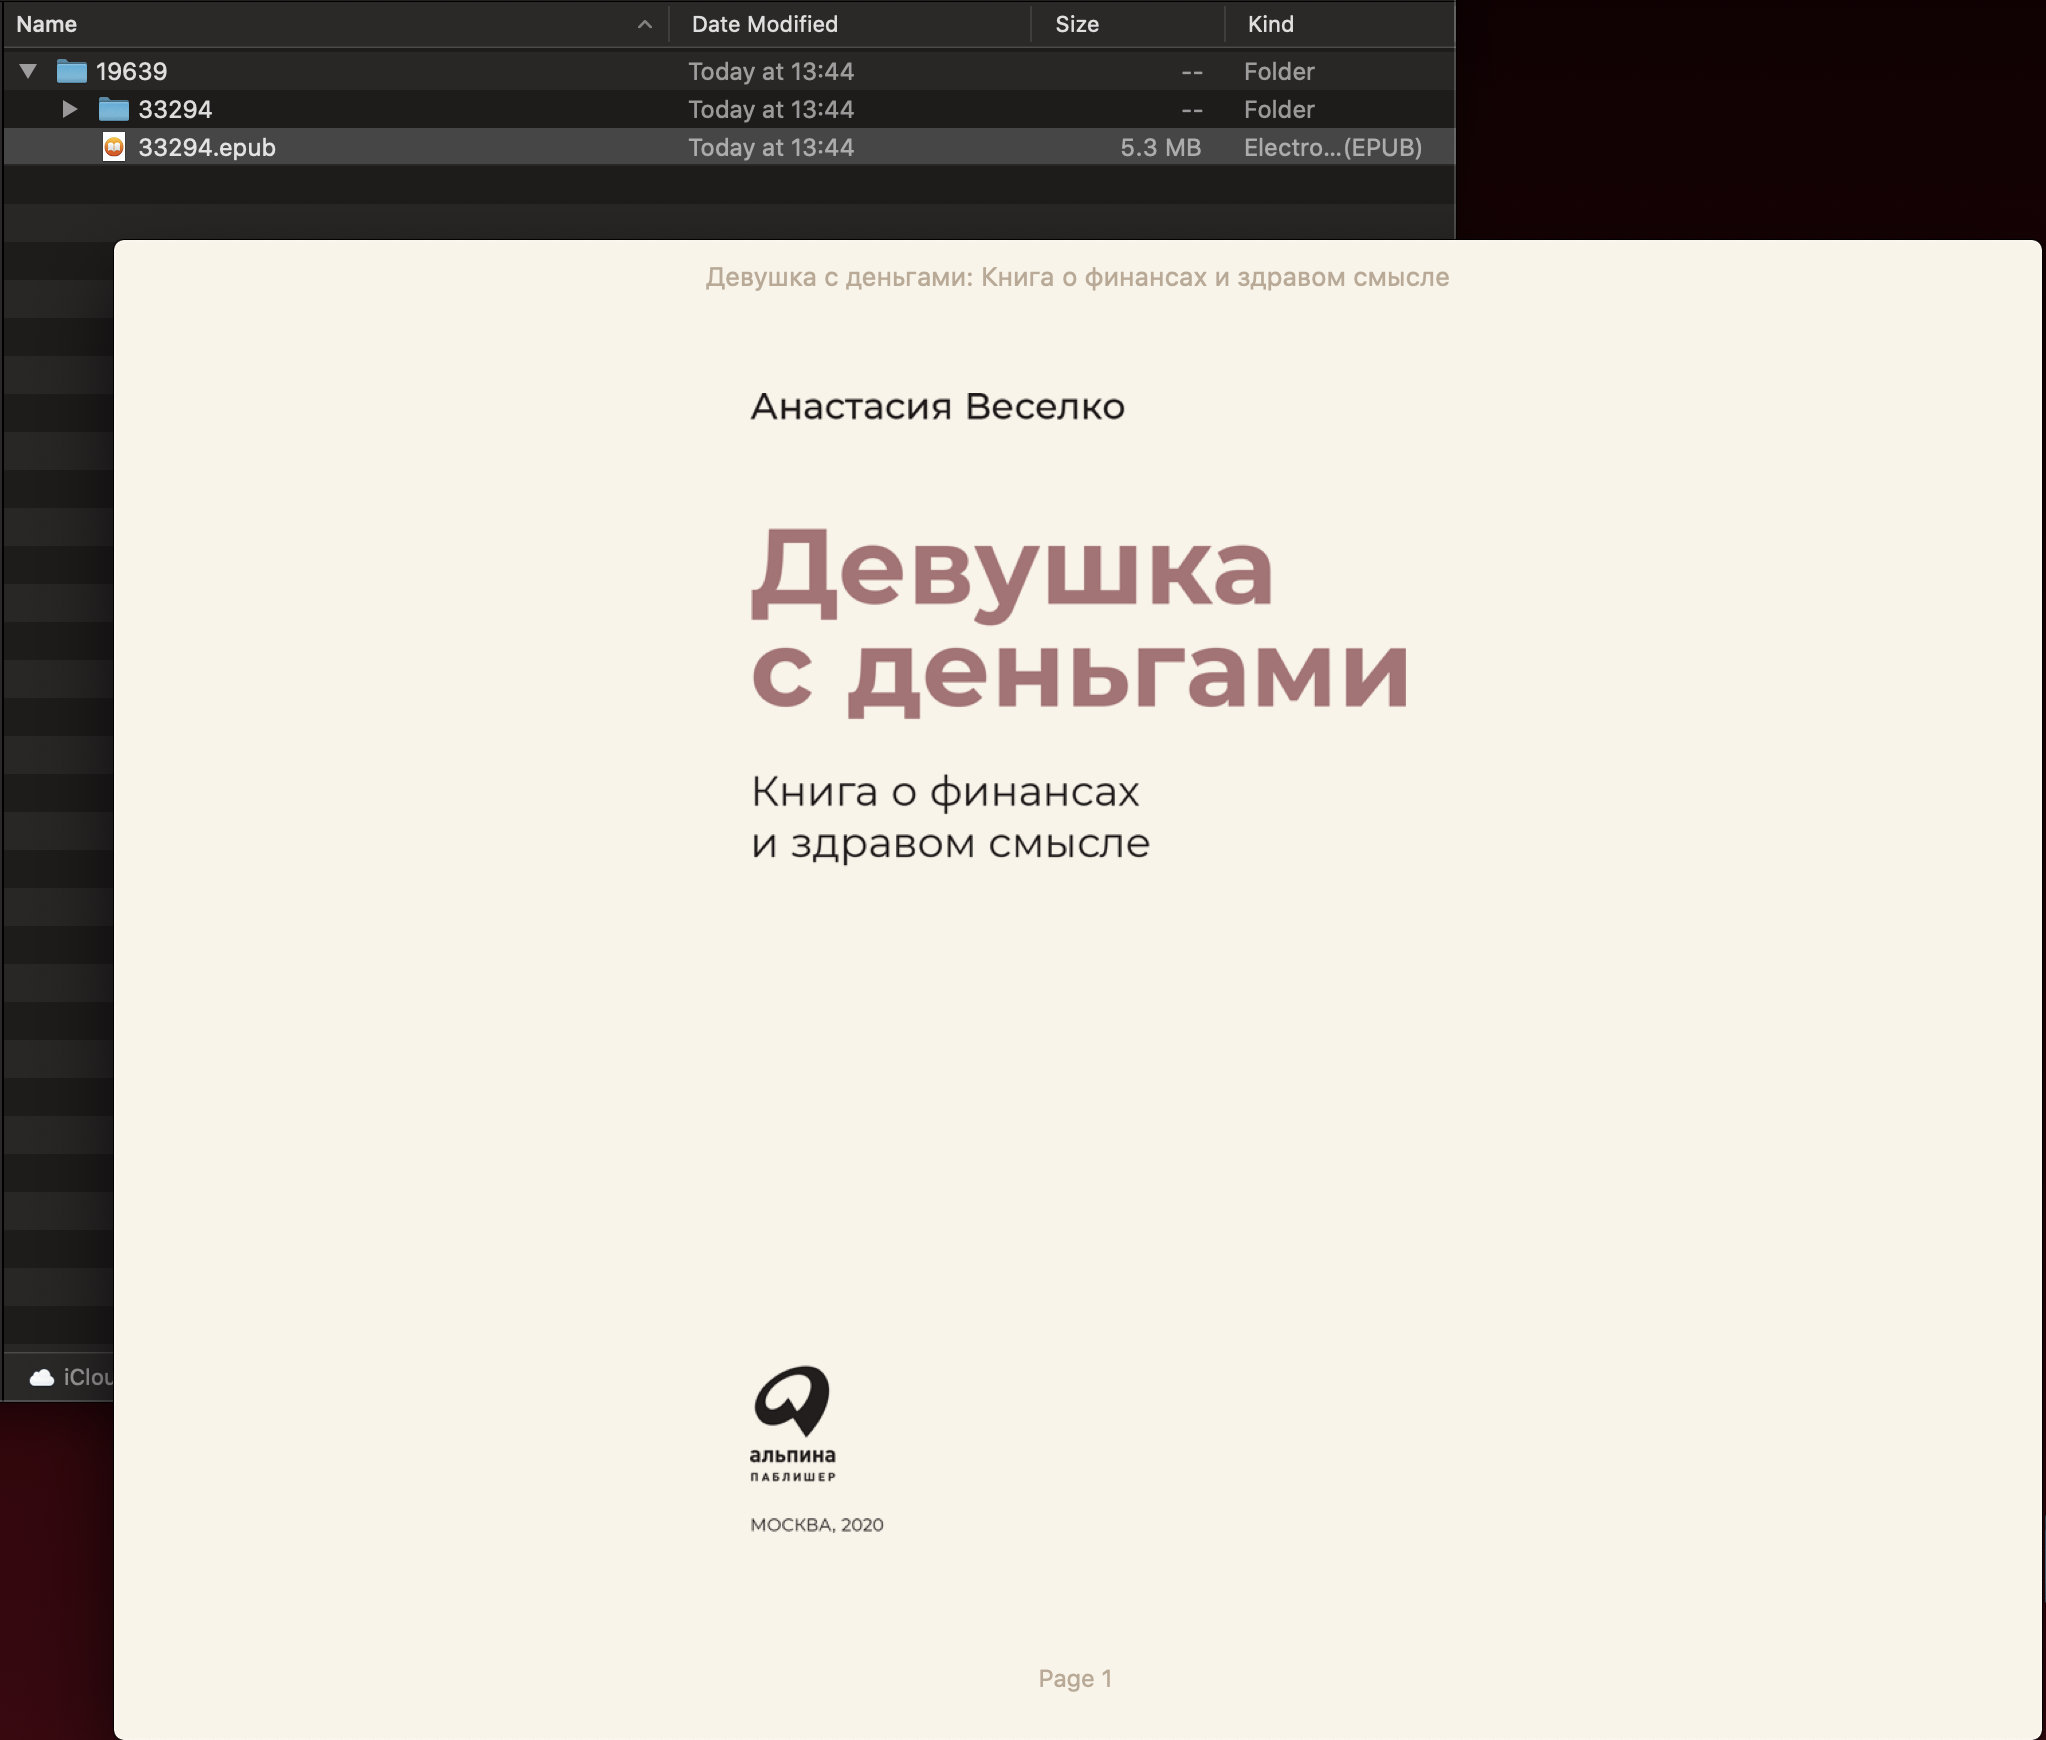 Name Date Modified Size Kind
19639 Today at 13:44 -- Folder
33294 Today at 13:44 -- Folder
33294.epub Today at 13:44 5.3 MB Electro...(EPUB)
Девушка с деньгами: Книга о финансах и здравом смысле
Анастасия Веселко
Девушка
с деньгами
Книга о финансах
и здравом смысле
iClou
альпина
ПАБЛИШЕР
МОСКВА, 2020
Page 1